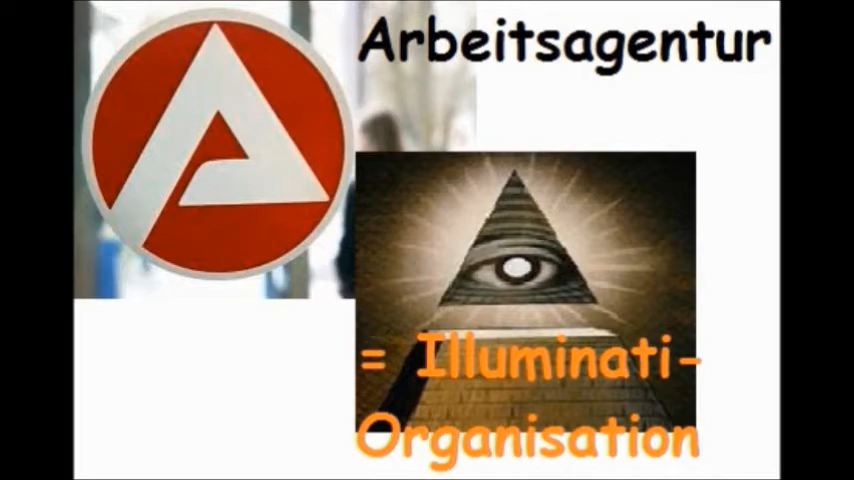 Arbeitsagentur
= Illuminati-
Organisation